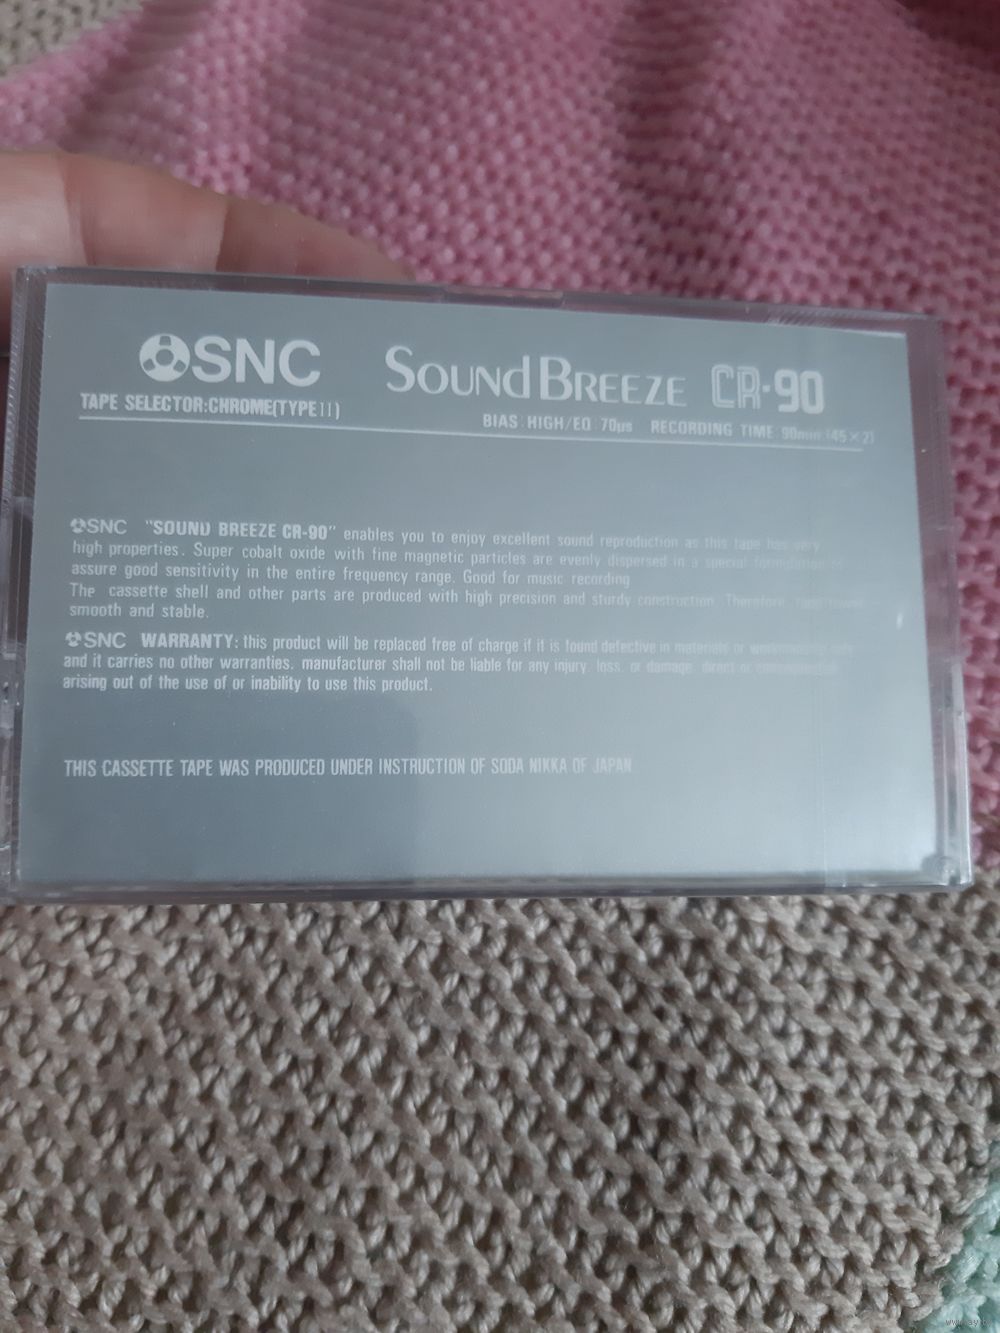 SNC SOUND BREEZE CR-90
TAPE SELECTOR:CHROME(TYPE II)
BIAS:HIGH/EQ:70μs RECORDING TIME:90min.(45×2)
SNC "SOUND BREEZE CR-90" enables you to enjoy excellent sound reproduction as this tape has very
high properties. Super cobalt oxide with fine magnetic particles are evenly dispersed in a special formulation
assure good sensitivity in the entire frequency range. Good for music recording
The cassette shell and other parts are produced with high precision and sturdy construction. Therefore,
smooth and stable.
SNC WARRANTY: this product will be replaced free of charge if it is found defective in materials or workmanship only
and it carries no other warranties. manufacturer shall not be liable for any injury, loss, or damage, direct or consequential
arising out of the use of or inability to use this product.
THIS CASSETTE TAPE WAS PRODUCED UNDER INSTRUCTION OF SODA NIKKA OF JAPAN